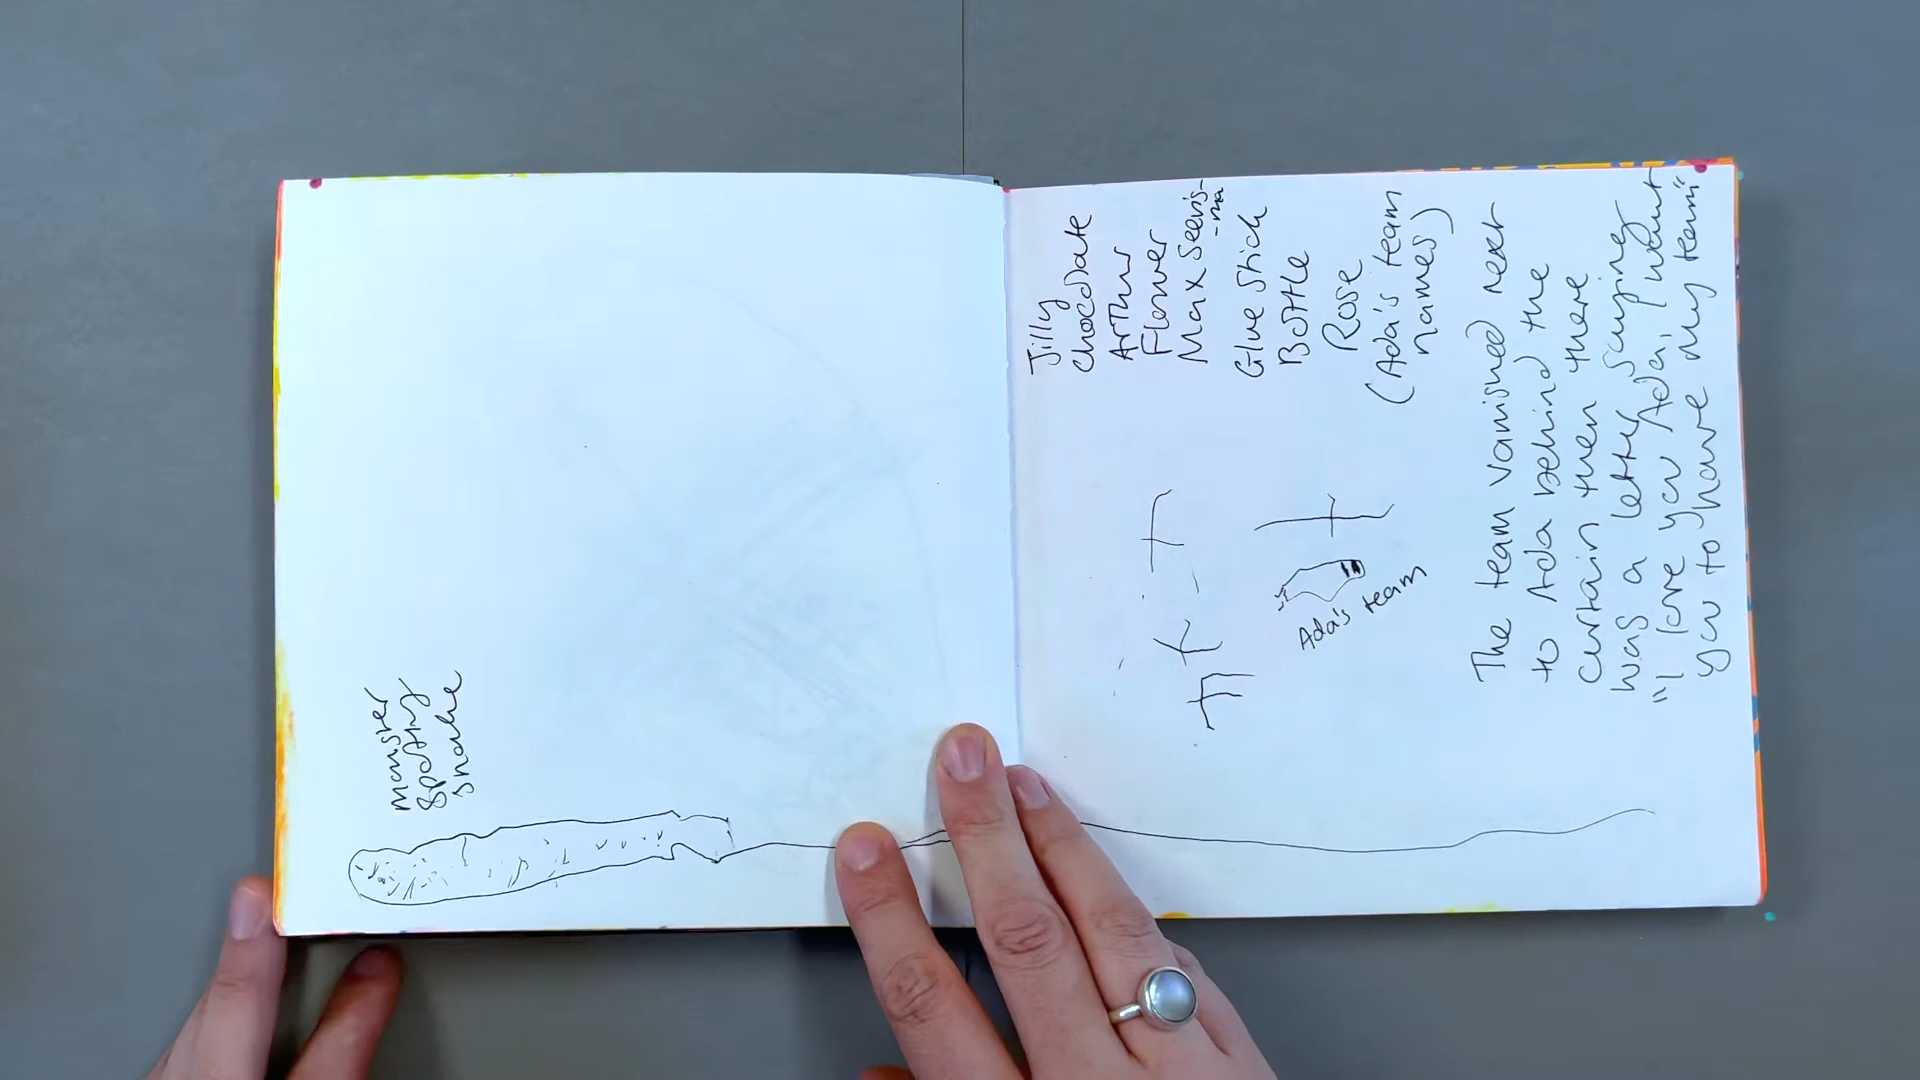 Monster
Spotting
snake
Jilly
Chocolate
Arthur
Flower
Max Seeris-
-na
Glue Stick
Bottle
Rose
(Ada's team
names)
Ada's team
The team vanished next
to Ada behind the
curtain then there
was a letter saying
"I love you Ada, I want
you to have my team"